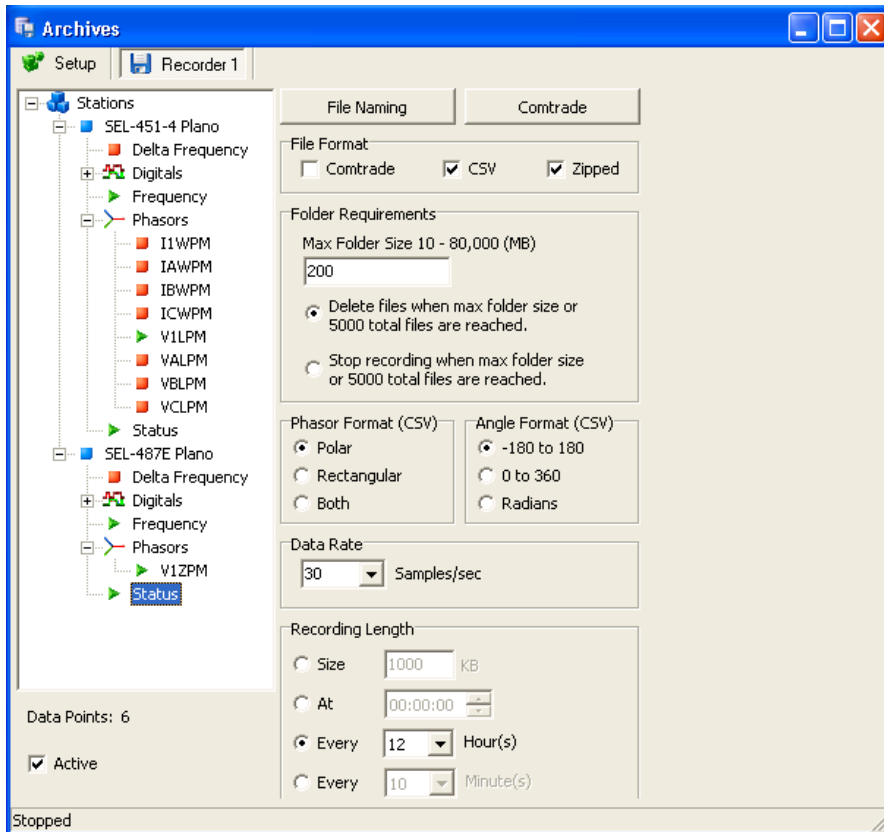 Archives
Setup
Recorder 1
Stations
SEL-451-4 Plano
Delta Frequency
Digitals
Frequency
Phasors
I1WPM
IAWPM
IBWPM
ICWPM
V1LPM
VALPM
VBLPM
VCLPM
Status
SEL-487E Plano
Delta Frequency
Digitals
Frequency
Phasors
V1ZPM
Status
Data Points: 6
Active
File Naming
Comtrade
File Format
Comtrade
CSV
Zipped
Folder Requirements
Max Folder Size 10 - 80,000 (MB)
200
Delete files when max folder size or
5000 total files are reached.
Stop recording when max folder size
or 5000 total files are reached.
Phasor Format (CSV)
Polar
Rectangular
Both
Angle Format (CSV)
-180 to 180
0 to 360
Radians
Data Rate
30 Samples/sec
Recording Length
Size 1000 KB
At 00:00:00
Every 12 Hour(s)
Every 10 Minute(s)
Stopped